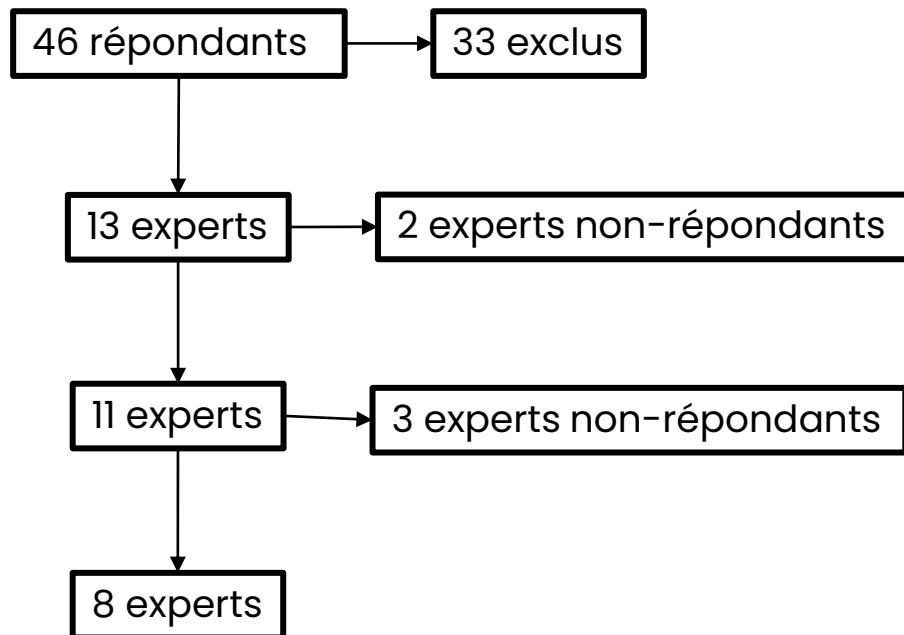 46 répondants
33 exclus
13 experts
2 experts non-répondants
11 experts
3 experts non-répondants
8 experts